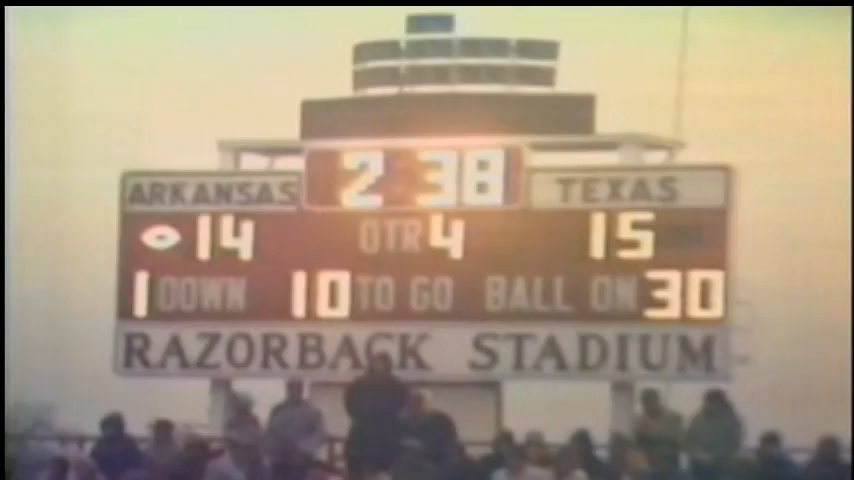 ARKANSAS 2 38 TEXAS
14 QTR 4 15
1 DOWN 10 TO GO BALL ON 30
RAZORBACK STADIUM